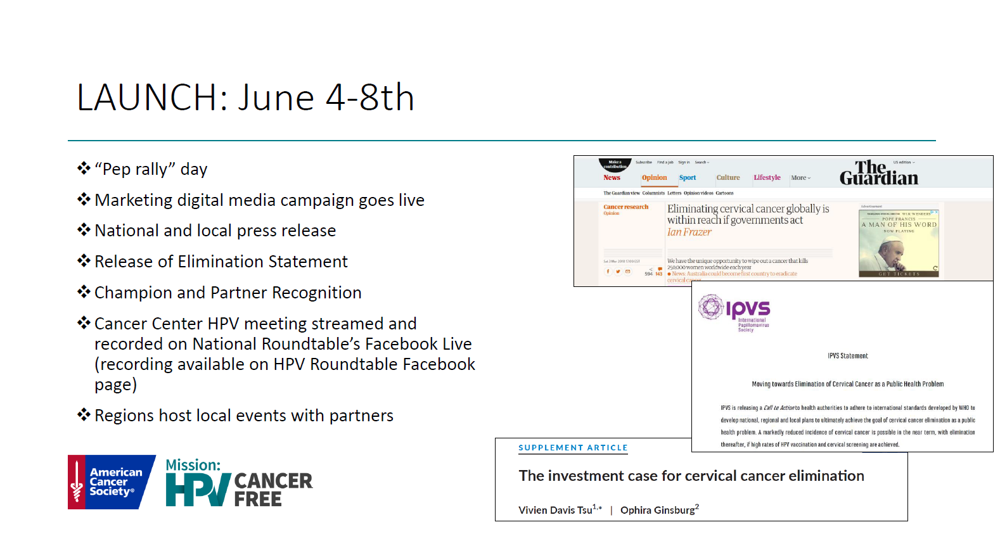 LAUNCH: June 4-8th
❖ “Pep rally” day
❖ Marketing digital media campaign goes live
❖ National and local press release
❖ Release of Elimination Statement
❖ Champion and Partner Recognition
❖ Cancer Center HPV meeting streamed and
recorded on National Roundtable’s Facebook Live
(recording available on HPV Roundtable Facebook
page)
❖ Regions host local events with partners
American
Cancer
Society®
Mission:
HPV CANCER
FREE
Make a
contribution
Subscribe Find a job Sign in Search
US edition
The
Guardian
News Opinion Sport Culture Lifestyle More
The Guardian view Columnists Letters Opinion videos Cartoons
Cancer research
Opinion
Eliminating cervical cancer globally is
within reach if governments act
Ian Frazer
Sat 3 Mar 2018 17.00 EST
594 143
We have the unique opportunity to wipe out a cancer that kills
250,000 women worldwide each year
● News: Australia could become first country to eradicate
cervical cancer
Advertisement
WIM WENDERS
POPE FRANCIS
A MAN OF HIS WORD
NOW PLAYING
GET TICKETS
IPVS
International
Papillomavirus
Society
IPVS Statement
Moving towards Elimination of Cervical Cancer as a Public Health Problem
IPVS is releasing a Call to Action to health authorities to adhere to international standards developed by WHO to
develop national, regional and local plans to ultimately achieve the goal of cervical cancer elimination as a public
health problem. A markedly reduced incidence of cervical cancer is possible in the near term, with elimination
thereafter, if high rates of HPV vaccination and cervical screening are achieved.
SUPPLEMENT ARTICLE
The investment case for cervical cancer elimination
Vivien Davis Tsu1,* | Ophira Ginsburg2